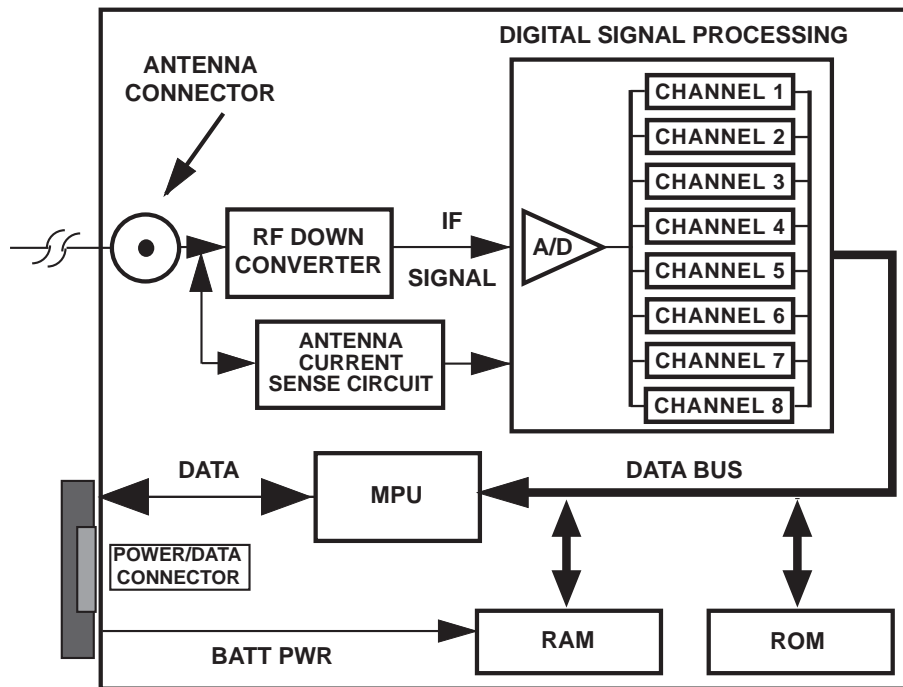 DIGITAL SIGNAL PROCESSING
ANTENNA
CONNECTOR
CHANNEL 1
CHANNEL 2
CHANNEL 3
CHANNEL 4
CHANNEL 5
CHANNEL 6
CHANNEL 7
CHANNEL 8
RF DOWN
CONVERTER
IF
SIGNAL
A/D
ANTENNA
CURRENT
SENSE CIRCUIT
DATA
MPU
DATA BUS
POWER/DATA
CONNECTOR
BATT PWR
RAM
ROM